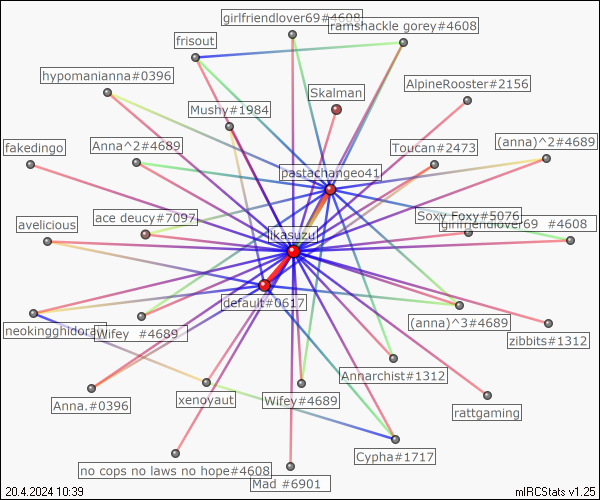 girlfriendlover69#4608
ramshackle gorey#4608
frisout
hypomanianna#0396
Skalman
AlpineRooster#2156
Mushy#1984
fakedingo
Anna^2#4689
Toucan#2473
(anna)^2#4689
pastachangeo41
avelicious
ace deucy#7097
Soxy Foxy#5076
girlfriendlover69 #4608
ikasuzu
default#0617
neokingghidorah
Wifey #4689
(anna)^3#4689
zibbits#1312
Annarchist#1312
Anna.#0396
xenoyaut
Wifey#4689
rattgaming
Cypha#1717
no cops no laws no hope#4608
Mad #6901
20.4.2024 10:39
mIRCStats v1.25